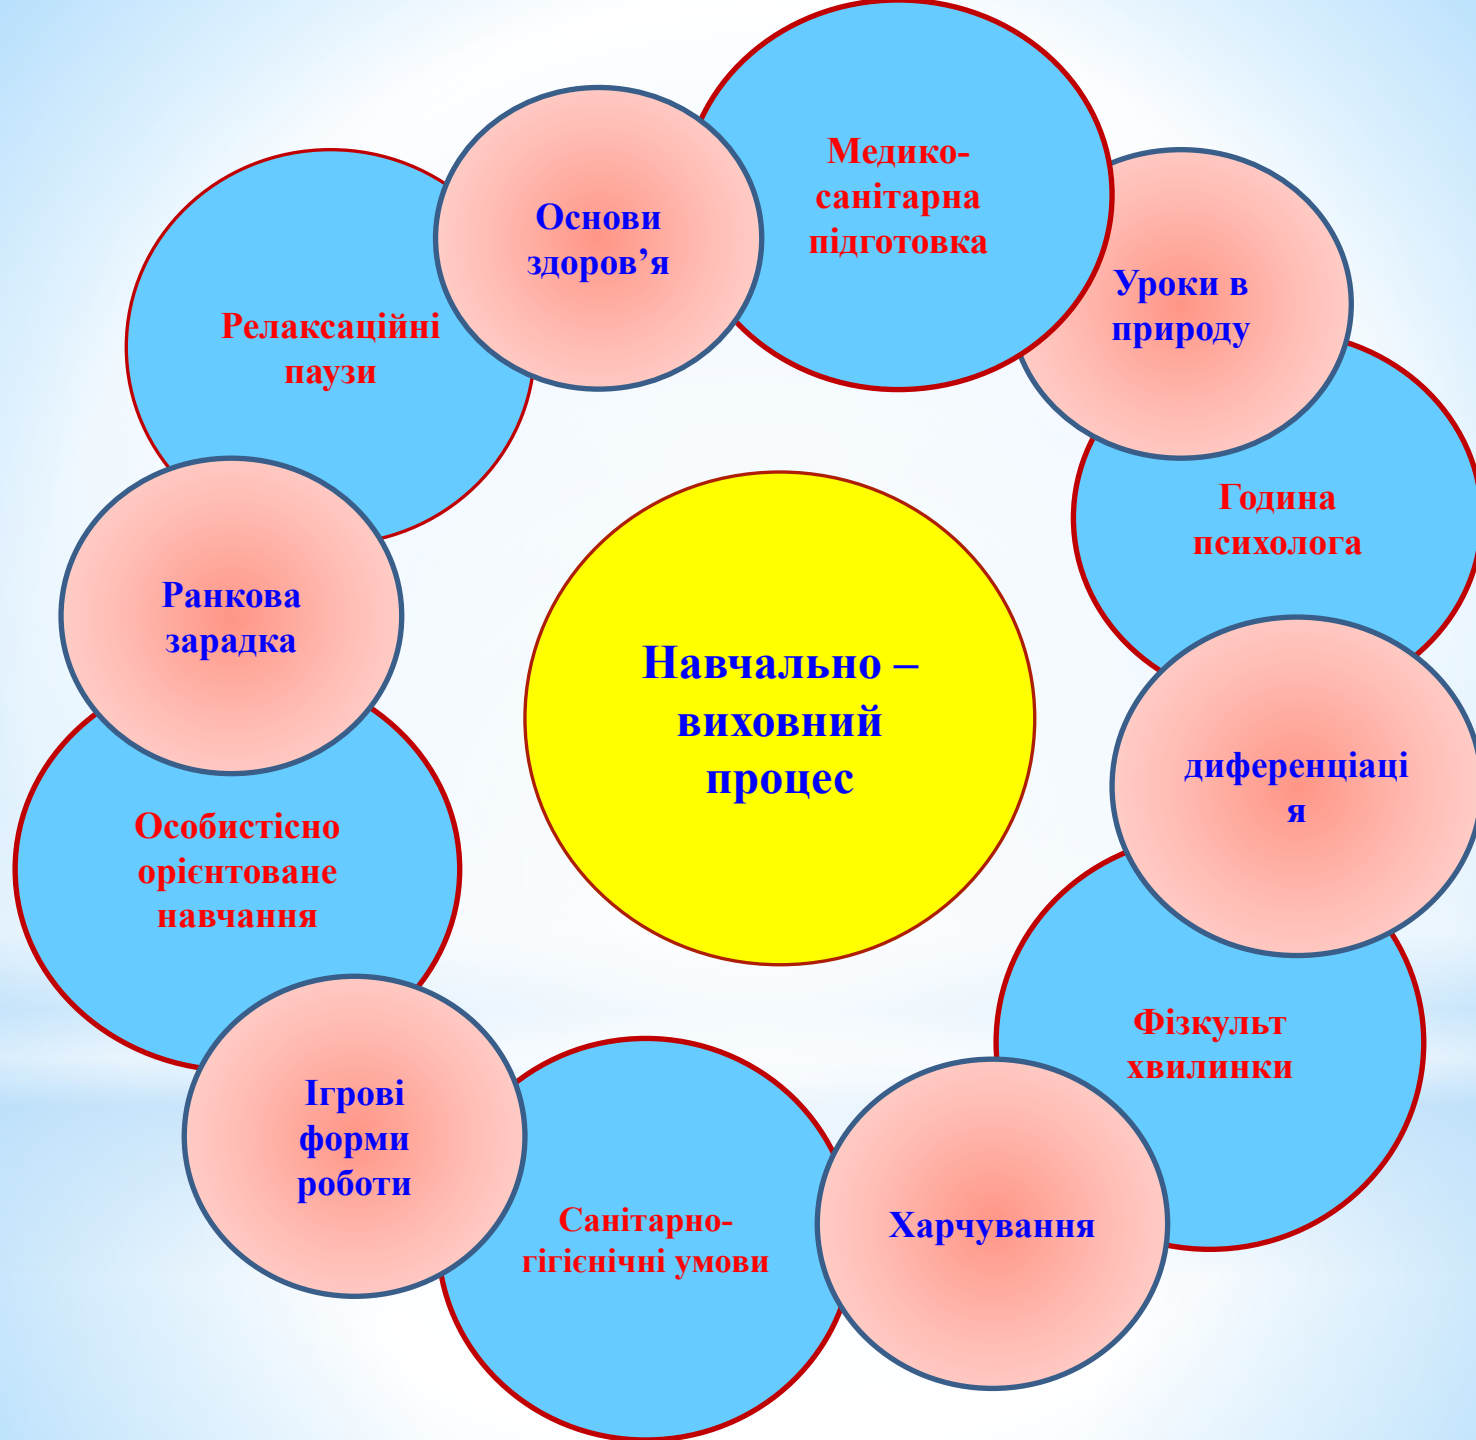 Медико-
санітарна
підготовка
Основи
здоров’я
Уроки в
природу
Релаксаційні
паузи
Година
психолога
Ранкова
зарадка
Навчально –
виховний
процес
диференціаці
я
Особистісно
орієнтоване
навчання
Фізкульт
хвилинки
Ігрові
форми
роботи
Санітарно-
гігієнічні умови
Харчування